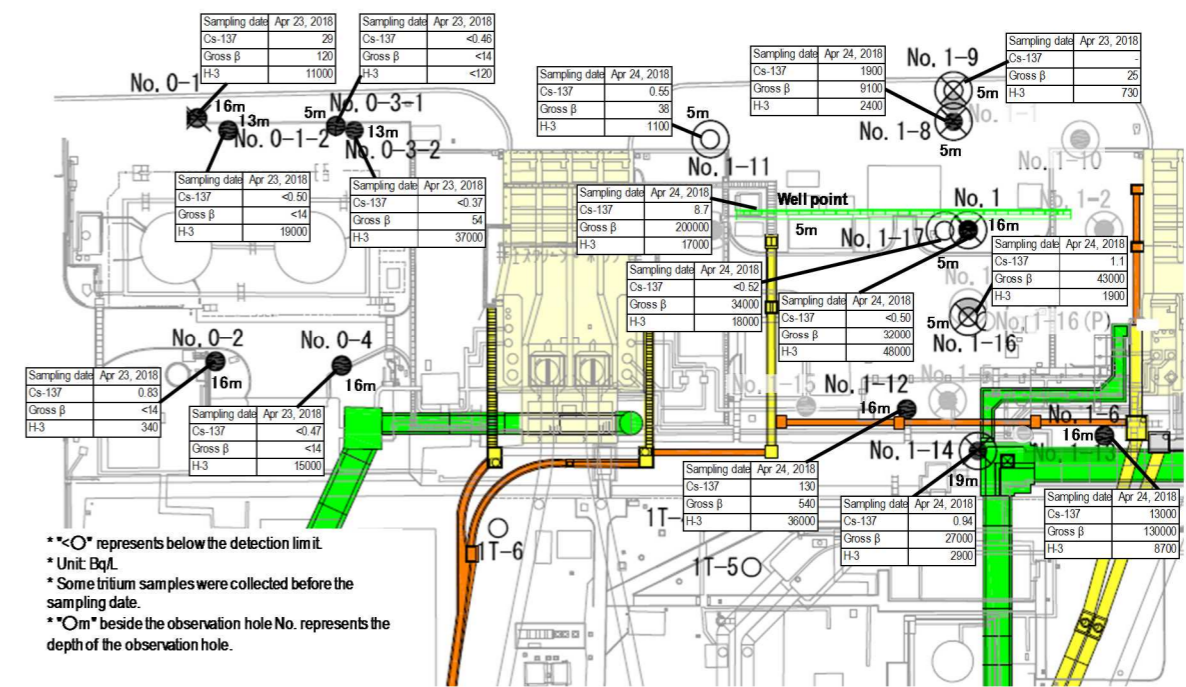 Sampling date Apr 23, 2018
Cs-137 29
Gross β 120
H-3 11000
Sampling date Apr 23, 2018
Cs-137 <0.46
Gross β <14
H-3 <120
Sampling date Apr 24, 2018
Cs-137 0.55
Gross β 38
H-3 1100
Sampling date Apr 24, 2018
Cs-137 1900
Gross β 9100
H-3 2400
Sampling date Apr 23, 2018
Cs-137 -
Gross β 25
H-3 730
No. 0-1
16m
13m
No. 0-1-2
5m
No. 0-3-1
13m
No. 0-3-2
5m
No. 1-11
No. 1-9
5m
No. 1-8
5m
No. 1-10
Sampling date Apr 23, 2018
Cs-137 <0.50
Gross β <14
H-3 19000
Sampling date Apr 23, 2018
Cs-137 <0.37
Gross β 54
H-3 37000
Sampling date Apr 24, 2018
Cs-137 8.7
Gross β 200000
H-3 17000
Well point
5m
No. 1
16m
1-2
No. 1-17
5m
Sampling date Apr 24, 2018
Cs-137 <0.52
Gross β 34000
H-3 18000
Sampling date Apr 24, 2018
Cs-137 <0.50
Gross β 32000
H-3 48000
Sampling date Apr 24, 2018
Cs-137 1.1
Gross β 43000
H-3 1900
5m
No. 1-16(P)
No. 1-16
No. 0-2
16m
No. 0-4
16m
Sampling date Apr 23, 2018
Cs-137 0.83
Gross β <14
H-3 340
Sampling date Apr 23, 2018
Cs-137 <0.47
Gross β <14
H-3 15000
No. 1-15
No. 1-12
16m
No. 1-6
16m
No. 1-13
No. 1-14
19m
Sampling date Apr 24, 2018
Cs-137 130
Gross β 540
H-3 36000
Sampling date Apr 24, 2018
Cs-137 0.94
Gross β 27000
H-3 2900
Sampling date Apr 24, 2018
Cs-137 13000
Gross β 130000
H-3 8700
1T-6
1T-5
* "<○" represents below the detection limit.
* Unit: Bq/L
* Some tritium samples were collected before the
sampling date.
* "○m" beside the observation hole No. represents the
depth of the observation hole.